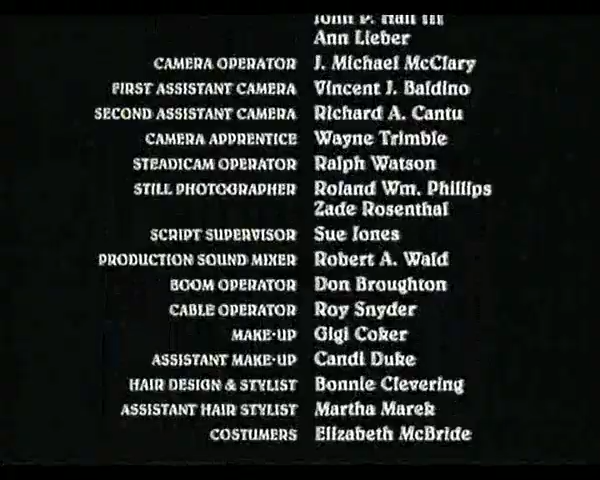 John P. Hall III
Ann Lieber
CAMERA OPERATOR J. Michael McClary
FIRST ASSISTANT CAMERA Vincent J. Baldino
SECOND ASSISTANT CAMERA Richard A. Cantu
CAMERA APPRENTICE Wayne Trimble
STEADICAM OPERATOR Ralph Watson
STILL PHOTOGRAPHER Roland Wm. Phillips
Zade Rosenthal
SCRIPT SUPERVISOR Sue Jones
PRODUCTION SOUND MIXER Robert A. Wald
BOOM OPERATOR Don Broughton
CABLE OPERATOR Roy Snyder
MAKE-UP Gigi Coker
ASSISTANT MAKE-UP Candi Duke
HAIR DESIGN & STYLIST Bonnie Clevering
ASSISTANT HAIR STYLIST Martha Marek
COSTUMERS Elizabeth McBride